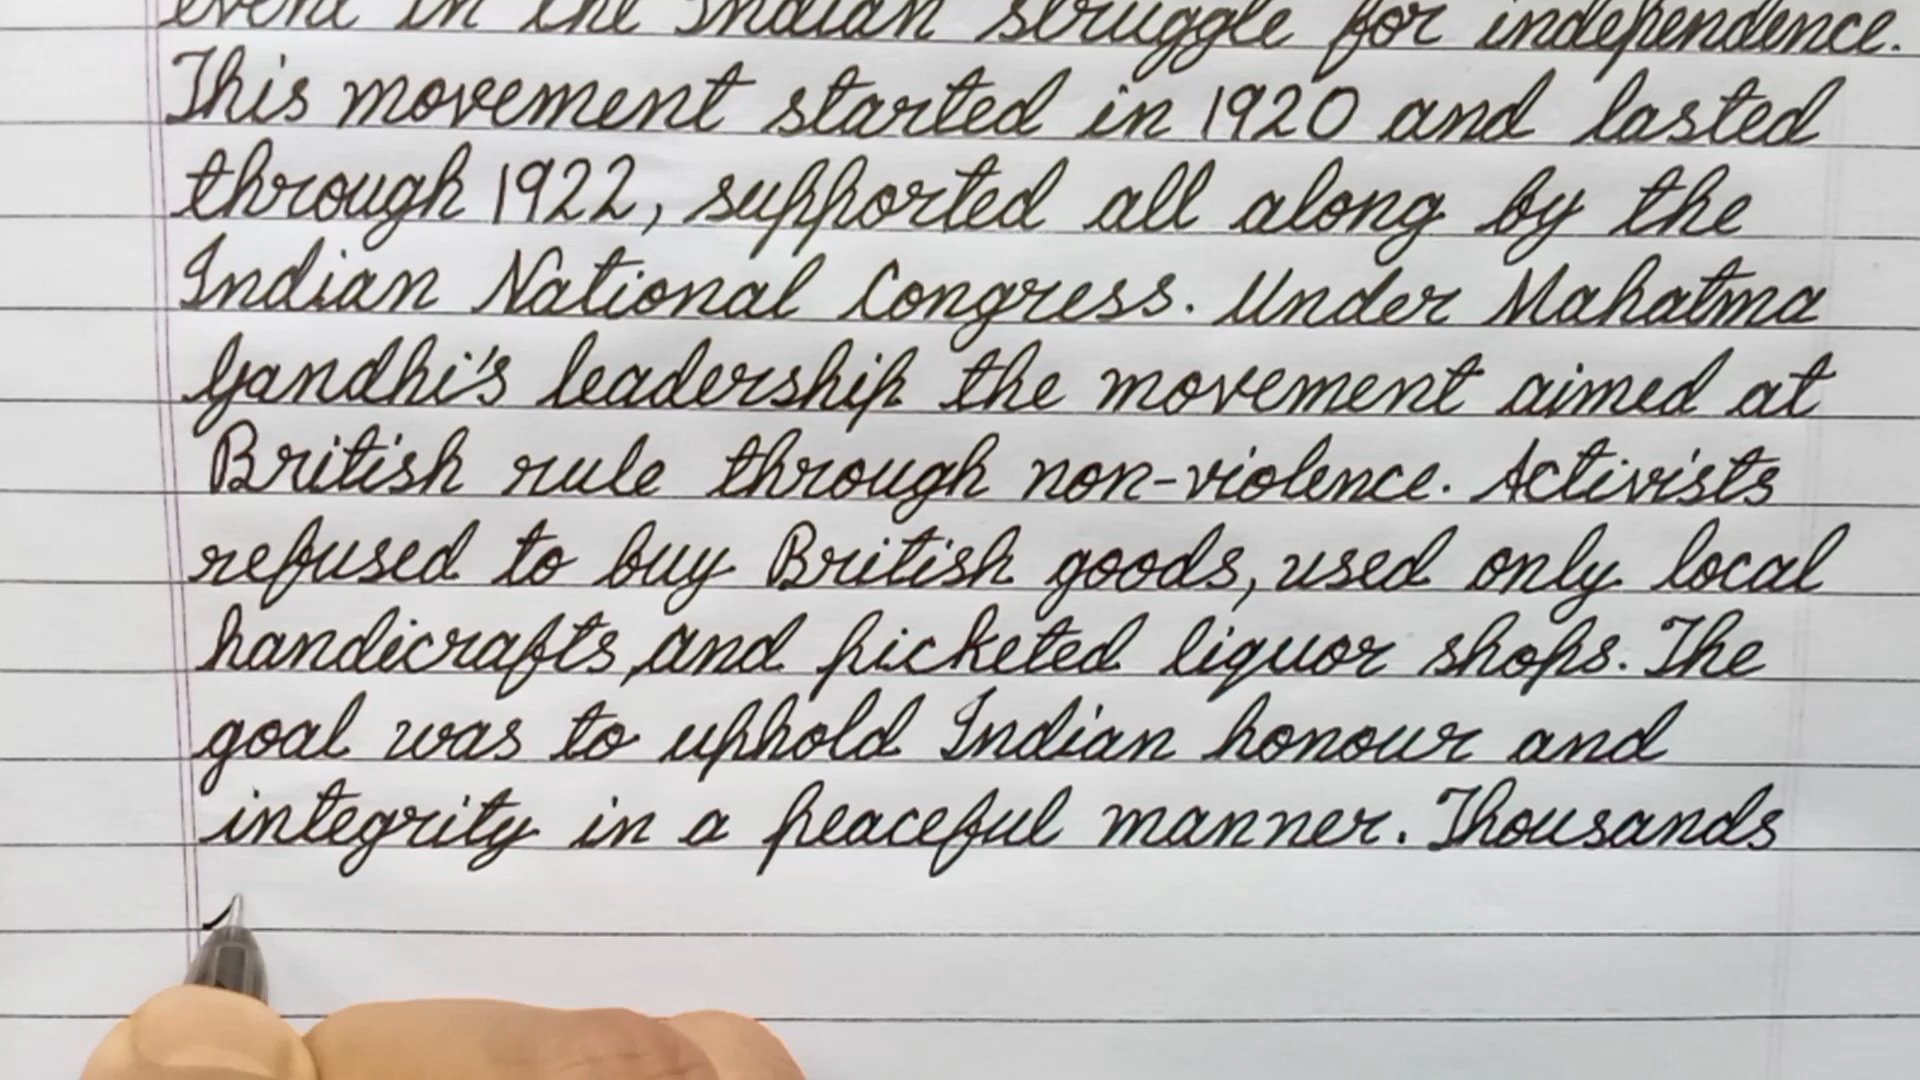 event in the Indian struggle for independence.
This movement started in 1920 and lasted
through 1922, supported all along by the
Indian National Congress. Under Mahatma
Gandhi's leadership the movement aimed at
British rule through non-violence. Activists
refused to buy British goods, used only local
handicrafts, and picketed liquor shops. The
goal was to uphold Indian honour and
integrity in a peaceful manner. Thousands